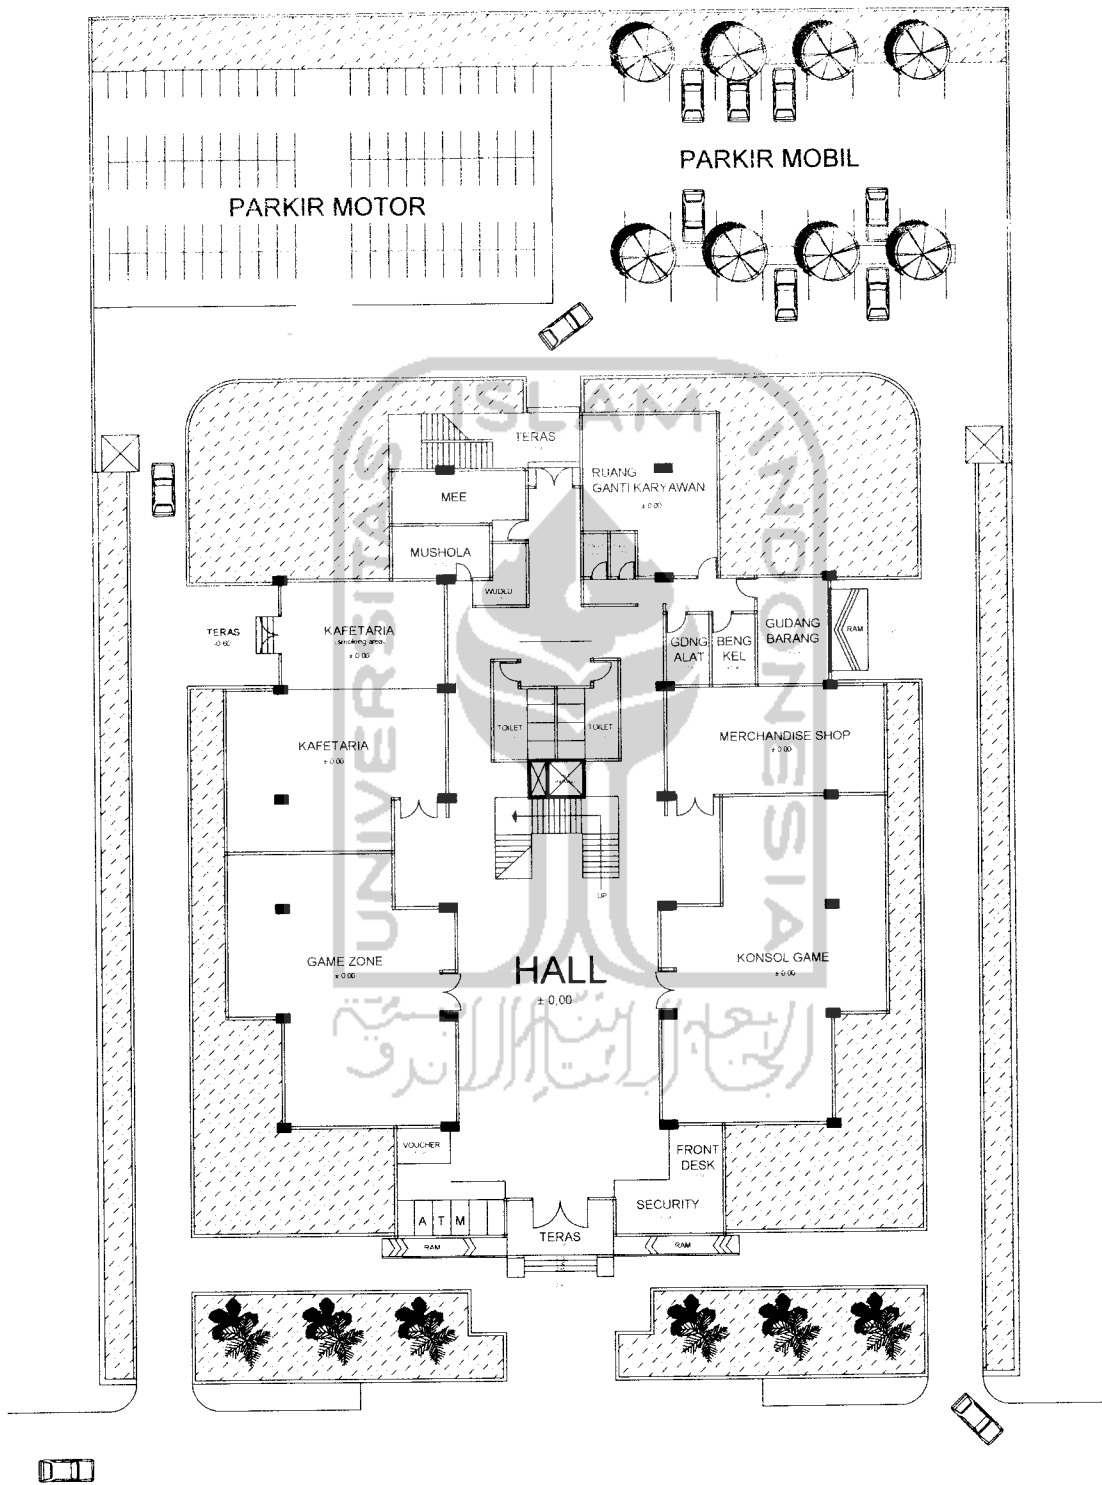 PARKIR MOBIL
PARKIR MOTOR
UNIVERSITAS
ISLAM
INDONESIA
TERAS
RUANG
GANTI KARYAWAN
± 0.00
MEE
MUSHOLA
WUDLU
TERAS
-0.60
KAFETARIA
(smoking area)
± 0.00
GDNG
ALAT
BENG
KEL
GUDANG
BARANG
RAM
TOILET
TOILET
KAFETARIA
± 0.00
MERCHANDISE SHOP
± 0.00
UP
GAME ZONE
± 0.00
HALL
± 0,00
KONSOL GAME
± 0.00
VOUCHER
FRONT
DESK
SECURITY
A T M
TERAS
RAM
RAM